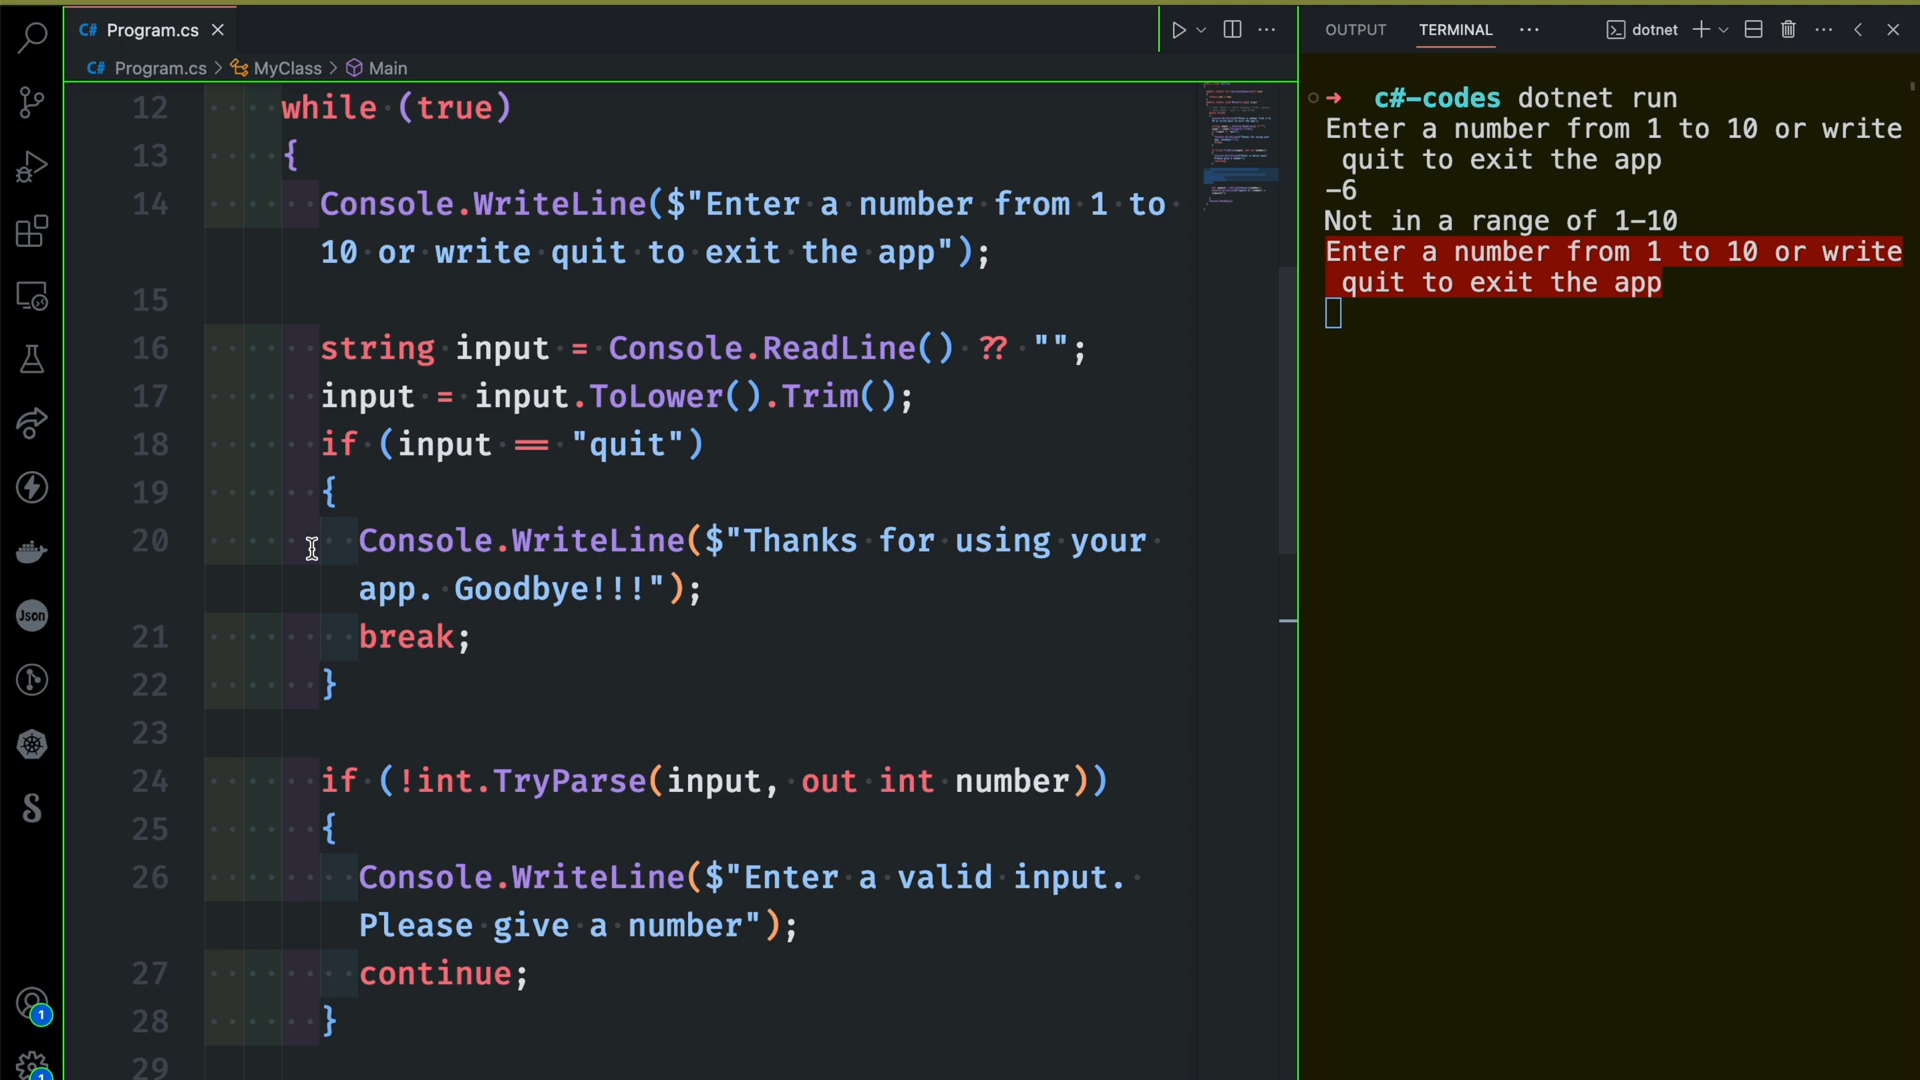 C# Program.cs
C# Program.cs > MyClass > Main
12 while (true)
13 {
14 Console.WriteLine($"Enter a number from 1 to
10 or write quit to exit the app");
15
16 string input = Console.ReadLine() ?? "";
17 input = input.ToLower().Trim();
18 if (input == "quit")
19 {
20 Console.WriteLine($"Thanks for using your
app. Goodbye!!!");
21 break;
22 }
23
24 if (!int.TryParse(input, out int number))
25 {
26 Console.WriteLine($"Enter a valid input.
Please give a number");
27 continue;
28 }
29
Json
1
1
OUTPUT TERMINAL dotnet
c#-codes dotnet run
Enter a number from 1 to 10 or write
quit to exit the app
-6
Not in a range of 1-10
Enter a number from 1 to 10 or write
quit to exit the app